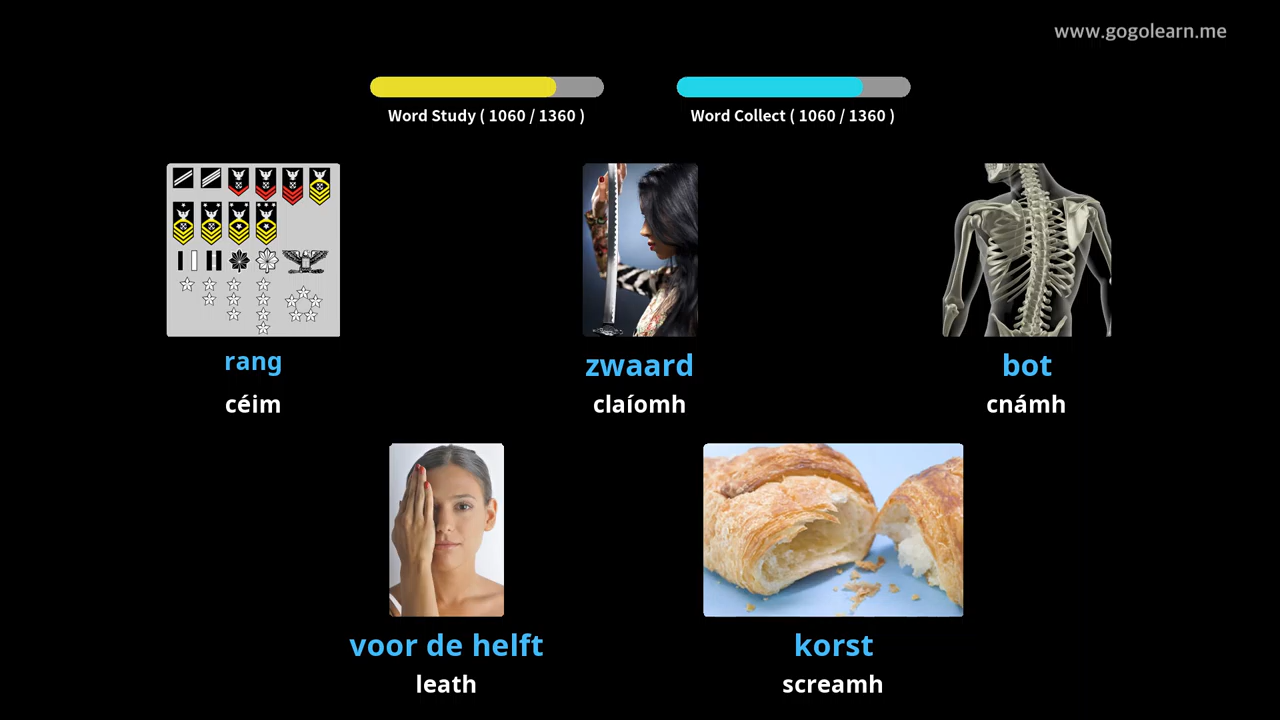 www.gogolearn.me
Word Study ( 1060 / 1360 )
Word Collect ( 1060 / 1360 )
rang
céim
zwaard
claíomh
bot
cnámh
voor de helft
leath
korst
screamh